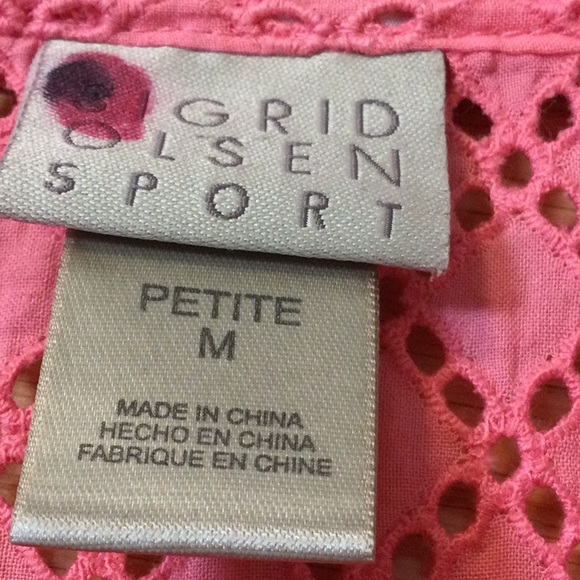 GRID
OLSEN
SPORT
PETITE
M
MADE IN CHINA
HECHO EN CHINA
FABRIQUE EN CHINE